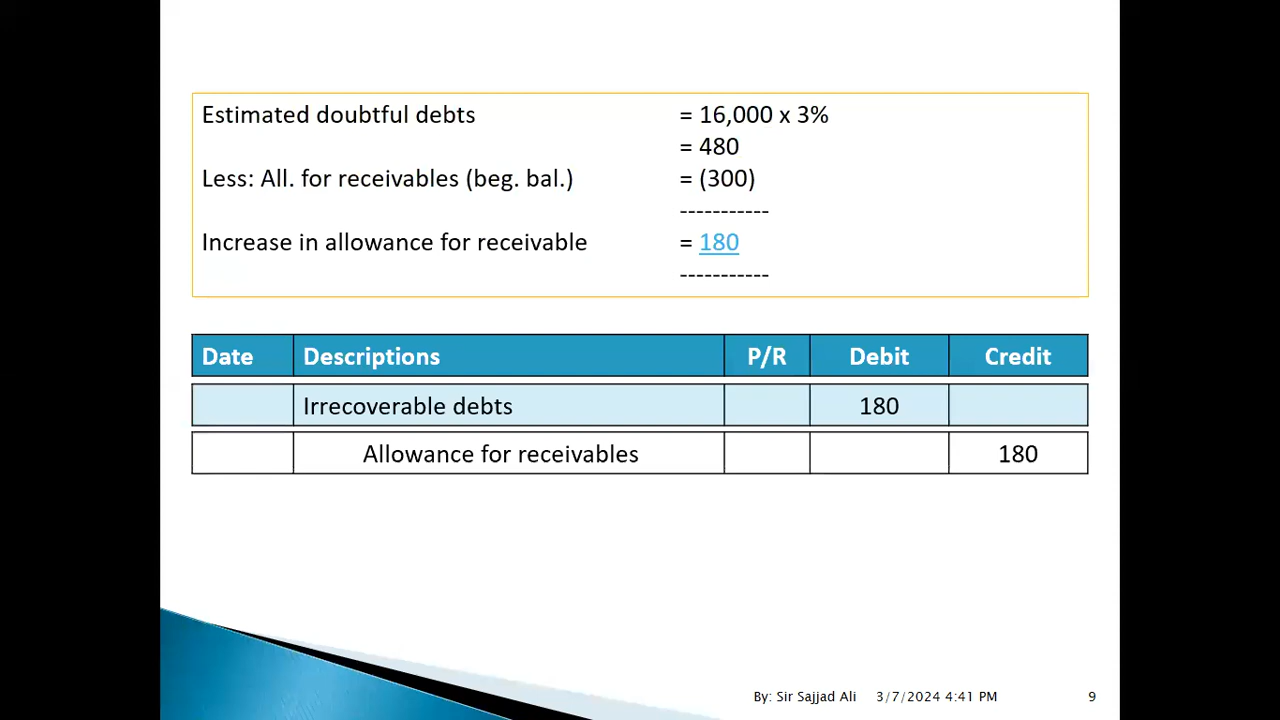 Estimated doubtful debts = 16,000 x 3%
= 480
Less: All. for receivables (beg. bal.) = (300)
-----------
Increase in allowance for receivable = 180
-----------
Date Descriptions P/R Debit Credit
Irrecoverable debts 180
Allowance for receivables 180
By: Sir Sajjad Ali 3/7/2024 4:41 PM 9